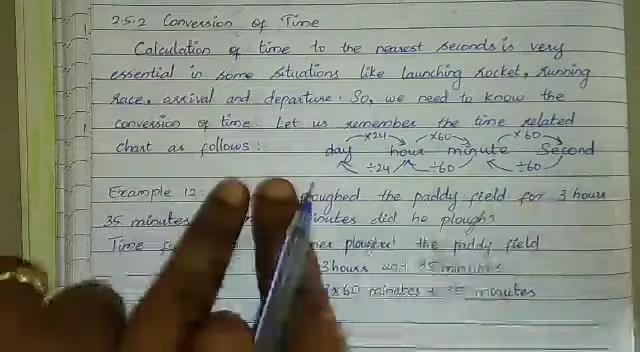 2.5.2 Conversion of Time
Calculation of time to the nearest seconds is very
essential in some situations like launching rocket, running
race, arrival and departure. So, we need to know the
conversion of time. Let us remember the time related
chart as follows:
×24 ×60 ×60
day hour minute Second
÷24 ÷60 ÷60
Example 12: ploughed the paddy field for 3 hours
35 minutes minutes did he plough?
Time the paddy field
3 hours and 35 minutes
3×60 minutes + 35 minutes